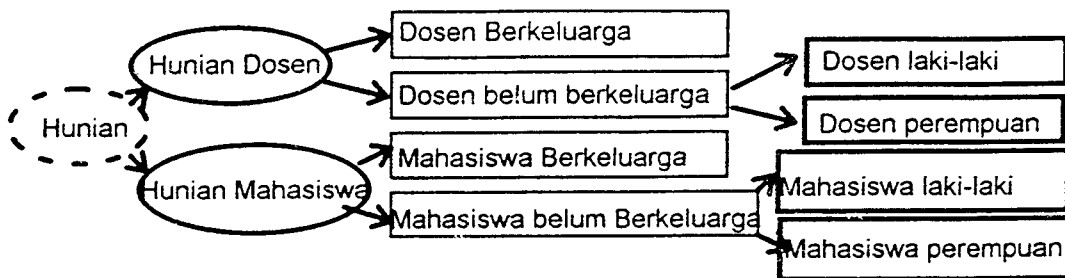 Hunian
Hunian Dosen
Hunian Mahasiswa
Dosen Berkeluarga
Dosen belum berkeluarga
Mahasiswa Berkeluarga
Mahasiswa belum Berkeluarga
Dosen laki-laki
Dosen perempuan
Mahasiswa laki-laki
Mahasiswa perempuan